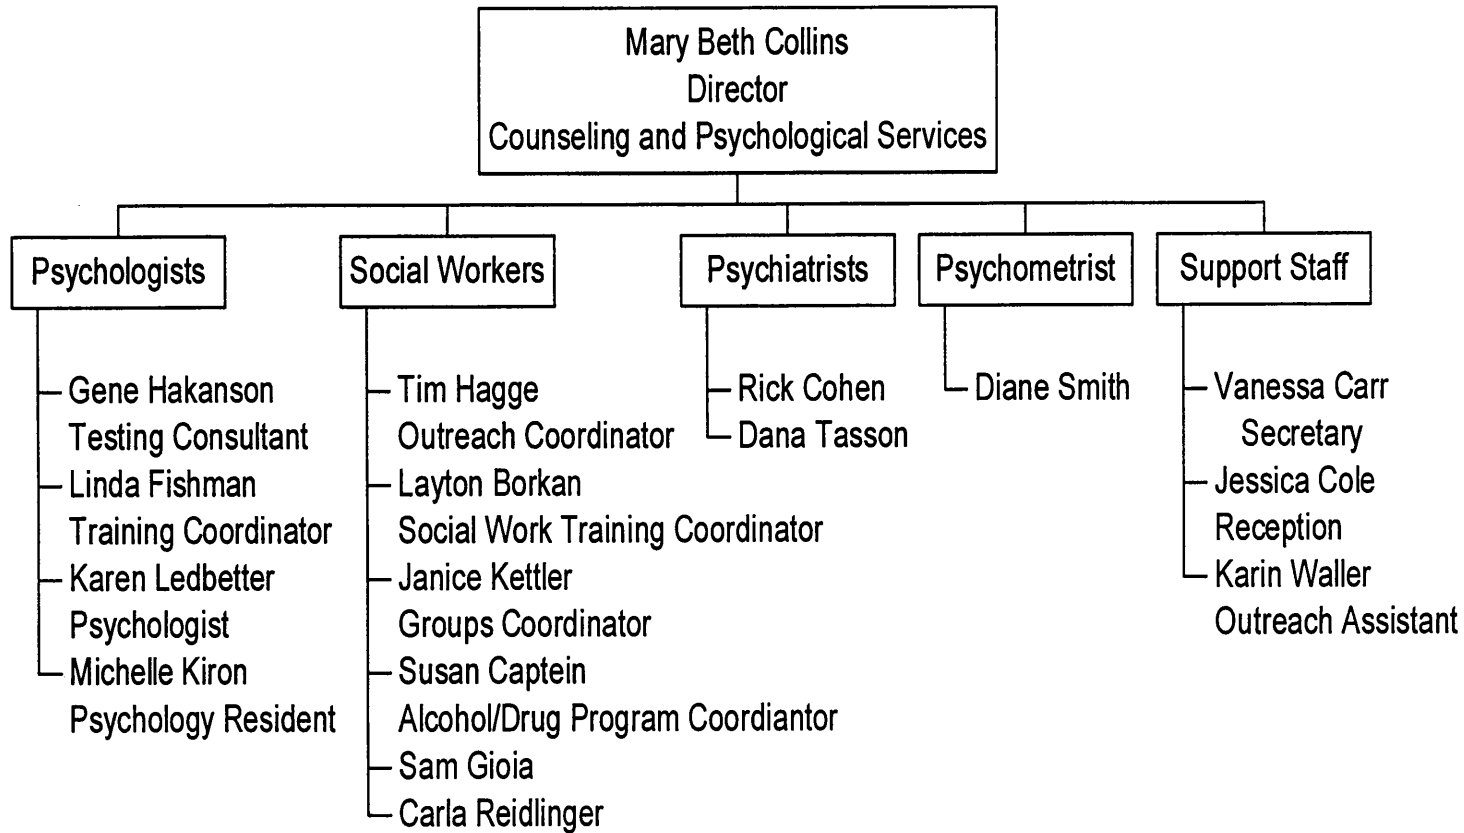 Mary Beth Collins
Director
Counseling and Psychological Services
Psychologists
Gene Hakanson
Testing Consultant
Linda Fishman
Training Coordinator
Karen Ledbetter
Psychologist
Michelle Kiron
Psychology Resident
Social Workers
Tim Hagge
Outreach Coordinator
Layton Borkan
Social Work Training Coordinator
Janice Kettler
Groups Coordinator
Susan Captein
Alcohol/Drug Program Coordiantor
Sam Gioia
Carla Reidlinger
Psychiatrists
Rick Cohen
Dana Tasson
Psychometrist
Diane Smith
Support Staff
Vanessa Carr
Secretary
Jessica Cole
Reception
Karin Waller
Outreach Assistant